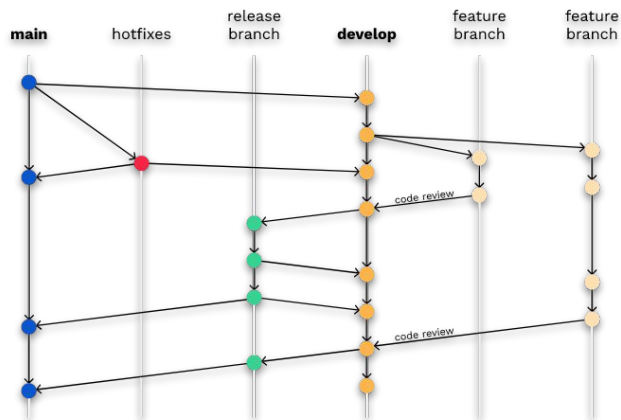 main
hotfixes
release
branch
develop
feature
branch
feature
branch
code review
code review